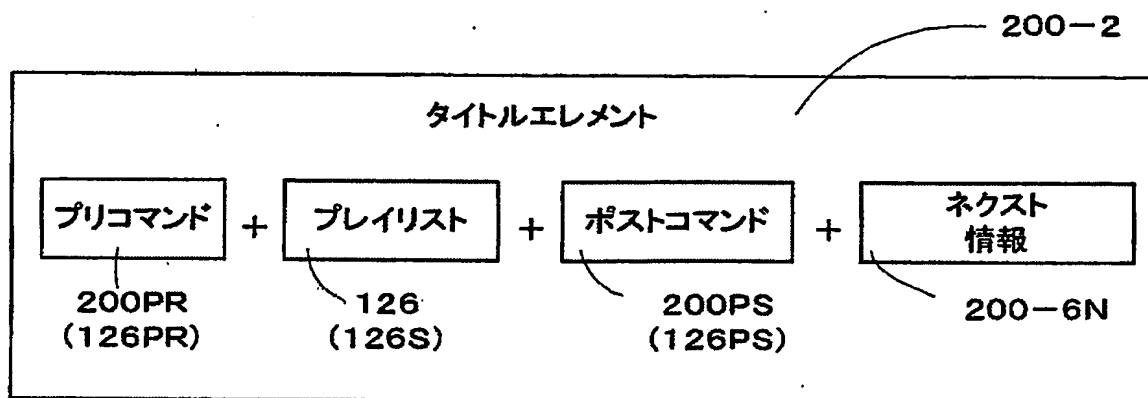 200-2
タイトルエレメント
プリコマンド + プレイリスト + ポストコマンド + ネクスト
情報
200PR 126 200PS 200-6N
(126PR) (126S) (126PS)